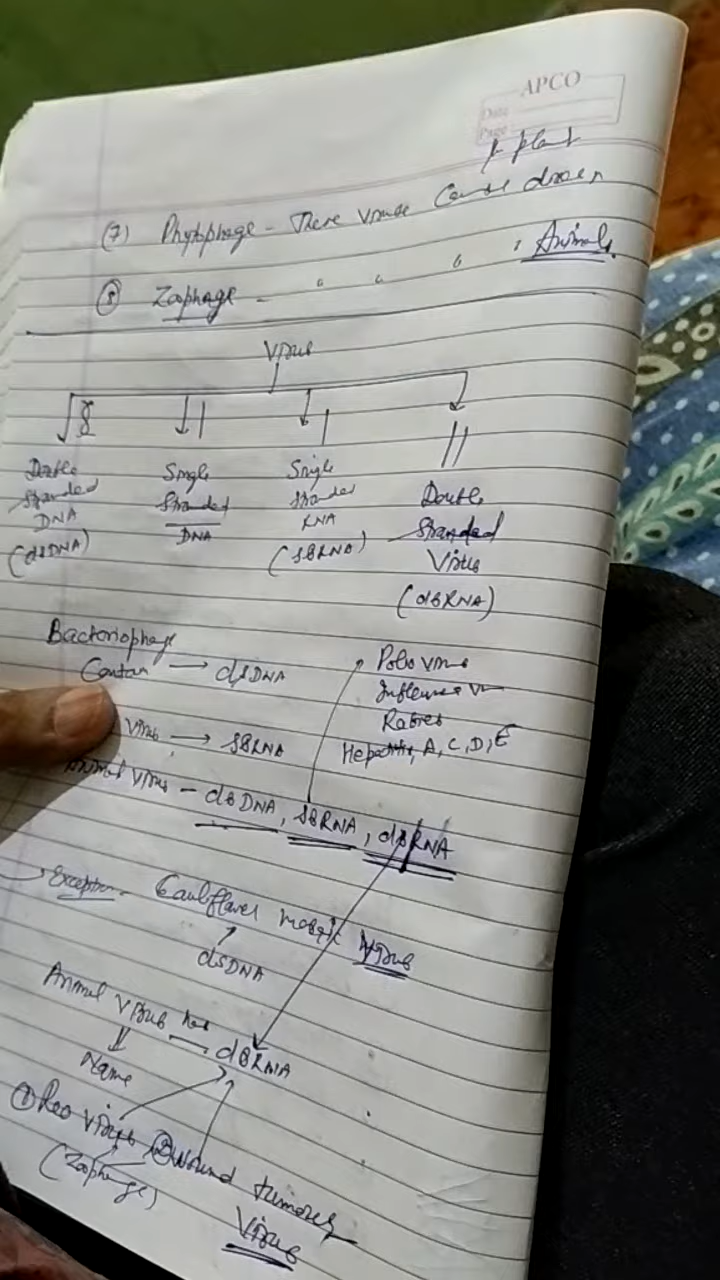 APCO
Date
Page
plant
(7) Phytophage - These virus Cause
(8) Zoophage - " " " , Animals.
Virus
Double
Stranded
DNA
(dsDNA)
Single
Stranded
DNA
Single
Stranded
RNA
(SSRNA)
Double
Stranded
Virus
(dsRNA)
Bacteriophage
Contain → dsDNA
Virus → SSRNA
Polio virus
Influenza
Rabies
Hepatitis, A, C, D, E
Animal Virus - dsDNA, SSRNA, dsRNA
Exception - Cauliflower mosaic Virus
dsDNA
Animal Virus has → dsRNA
Name
① Reo virus ② Wound tumores
(Zoophage)
Virus